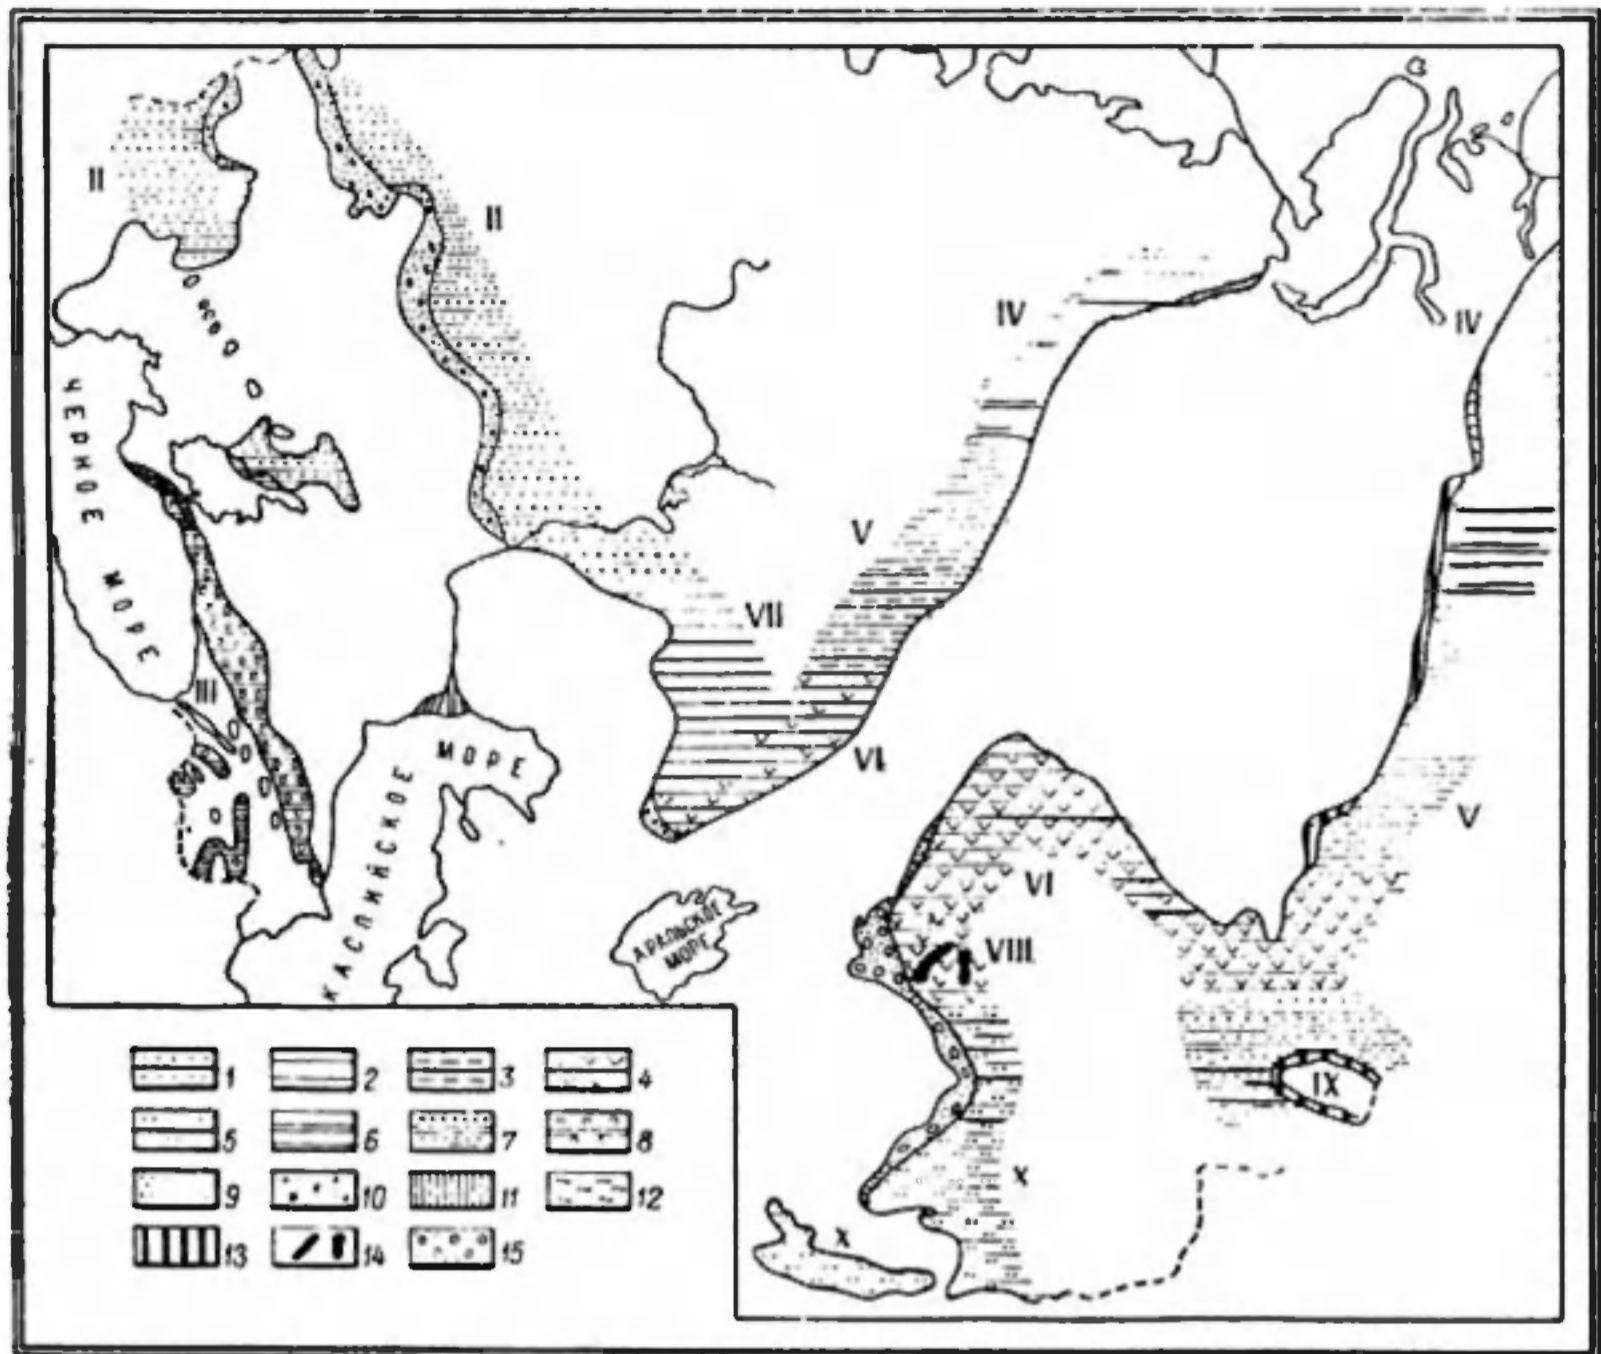 II
II
IV
IV
ЧЕРНОЕ МОРЕ
V
VII
III
VI
КАСПИЙСКОЕ МОРЕ
V
VI
АРАЛЬСКОЕ
МОРЕ
VIII
IX
X
X
1 2 3 4
5 6 7 8
9 10 11 12
13 14 15